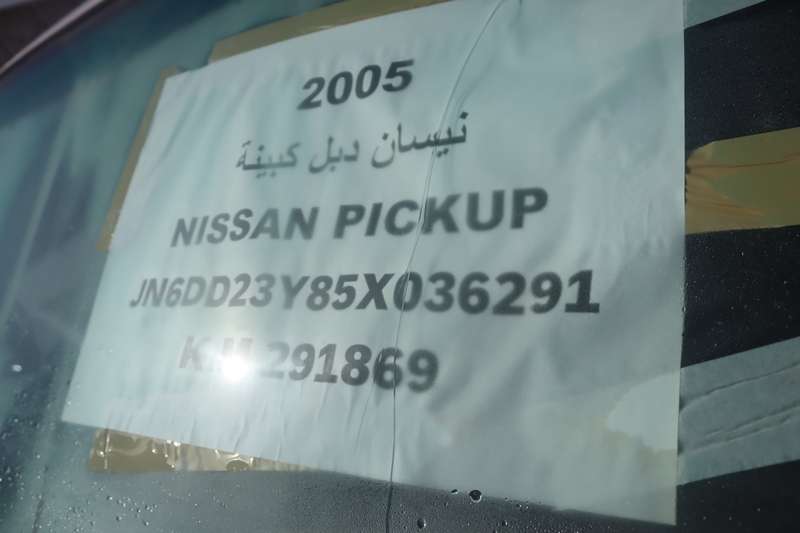 2005
نيسان دبل كبينة
NISSAN PICKUP
JN6DD23Y85X036291
K.M 291869